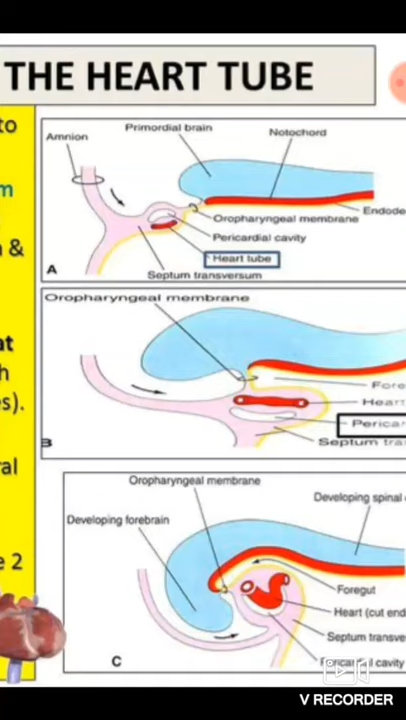 THE HEART TUBE
to
m
&
at
h
es).
al
e 2
Primordial brain
Amnion
Notochord
Endode
Oropharyngeal membrane
Pericardial cavity
Heart tube
Septum transversum
A
Oropharyngeal membrane
Fore
Heart
Pericar
Septum tra
B
Oropharyngeal membrane
Developing spinal
Developing forebrain
Foregut
Heart (cut end
Septum transve
Pericardial cavity
C
V RECORDER